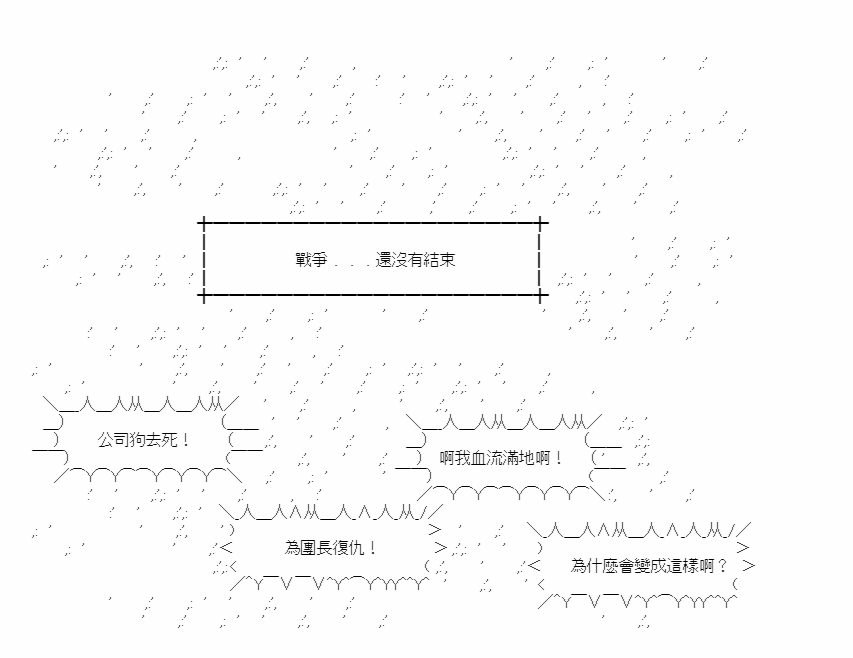 戰爭．．．還沒有結束
公司狗去死！
啊我血流滿地啊！
為團長復仇！
為什麼會變成這樣啊？